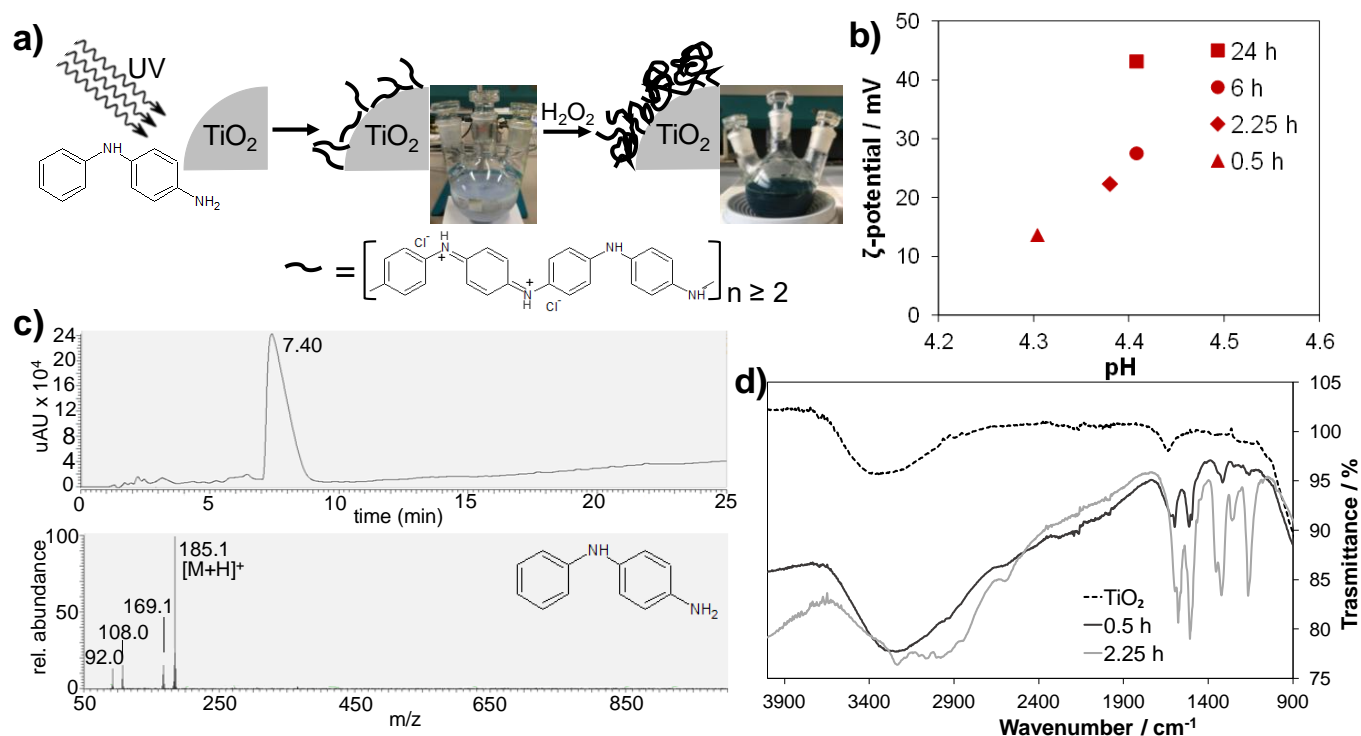 a)
UV
TiO₂
TiO₂
H₂O₂
TiO₂
NH
NH₂
~ =
H
N
+
Cl⁻
NH
+
N
H
Cl⁻
NH
n ≥ 2
b)
ζ-potential / mV
50
40
30
20
10
0
4.2 4.3 4.4 4.5 4.6
pH
24 h
6 h
2.25 h
0.5 h
c)
uAU x 10⁴
24
20
16
12
8
4
0
7.40
0 5 10 15 20 25
time (min)
rel. abundance
100
50
0
185.1
[M+H]⁺
169.1
108.0
92.0
NH
NH₂
50 250 450 650 850
m/z
d)
105
100
95
90
85
80
75
Trasmittance / %
TiO₂
0.5 h
2.25 h
3900 3400 2900 2400 1900 1400 900
Wavenumber / cm⁻¹